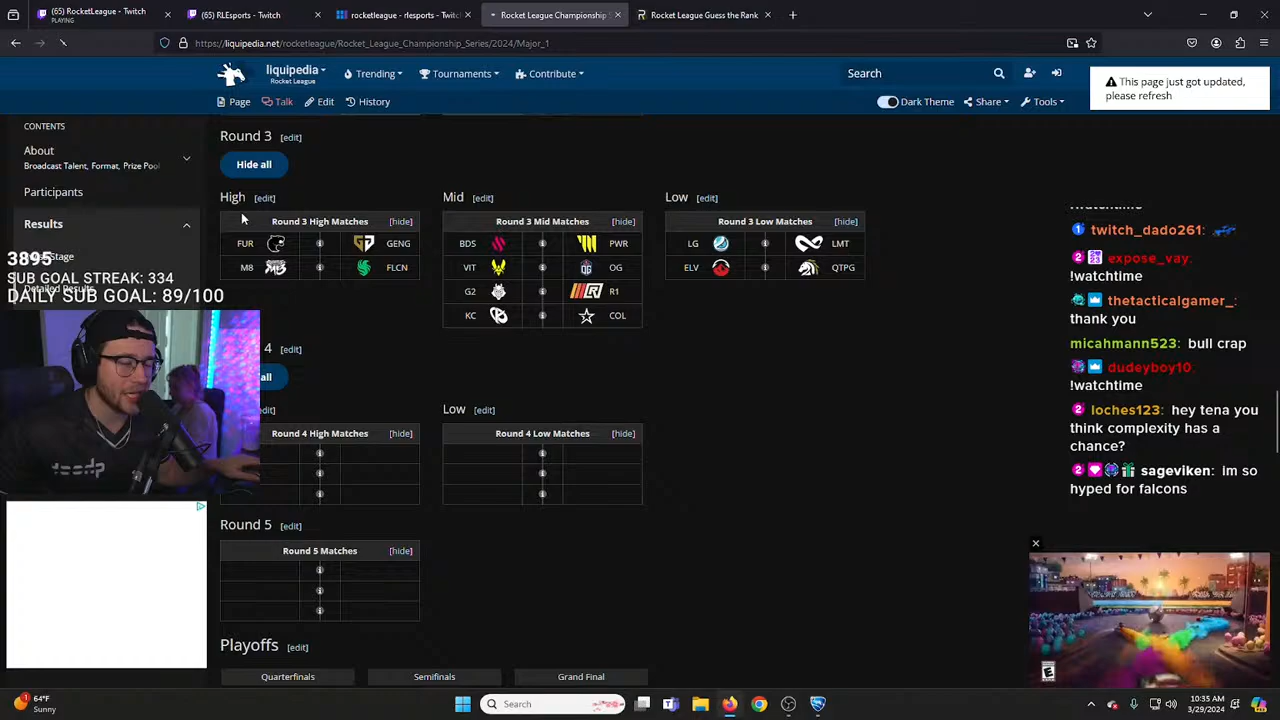 (65) RocketLeague - Twitch
PLAYING
(65) RLEsports - Twitch
rocketleague - rlesports - Twitc
Rocket League Championship
Rocket League Guess the Rank
https://liquipedia.net/rocketleague/Rocket_League_Championship_Series/2024/Major_1
liquipedia
Rocket League
Trending
Tournaments
Contribute
Search
Page
Talk
Edit
History
Dark Theme
Share
Tools
This page just got updated,
please refresh
CONTENTS
About
Broadcast Talent, Format, Prize Pool
Participants
Results
Stage
Detailed Results
3895
SUB GOAL STREAK: 334
DAILY SUB GOAL: 89/100
Round 3 [edit]
Hide all
High [edit]
Round 3 High Matches [hide]
FUR NG
M8 FLCN
Mid [edit]
Round 3 Mid Matches [hide]
BDS PWR
VIT OG
G2 R1
KC COL
Low [edit]
Round 3 Low Matches [hide]
LG LMT
ELV QTPG
4 [edit]
all
edit]
Round 4 High Matches [hide]
Low [edit]
Round 4 Low Matches [hide]
Round 5 [edit]
Round 5 Matches [hide]
Playoffs [edit]
Quarterfinals
Semifinals
Grand Final
twitch_dado261:
expose_vay:
!watchtime
thetacticalgamer_:
thank you
micahmann523: bull crap
dudeyboy10:
!watchtime
loches123: hey tena you
think complexity has a
chance?
sageviken: im so
hyped for falcons
64°F
Sunny
Search
10:35 AM
3/29/2024